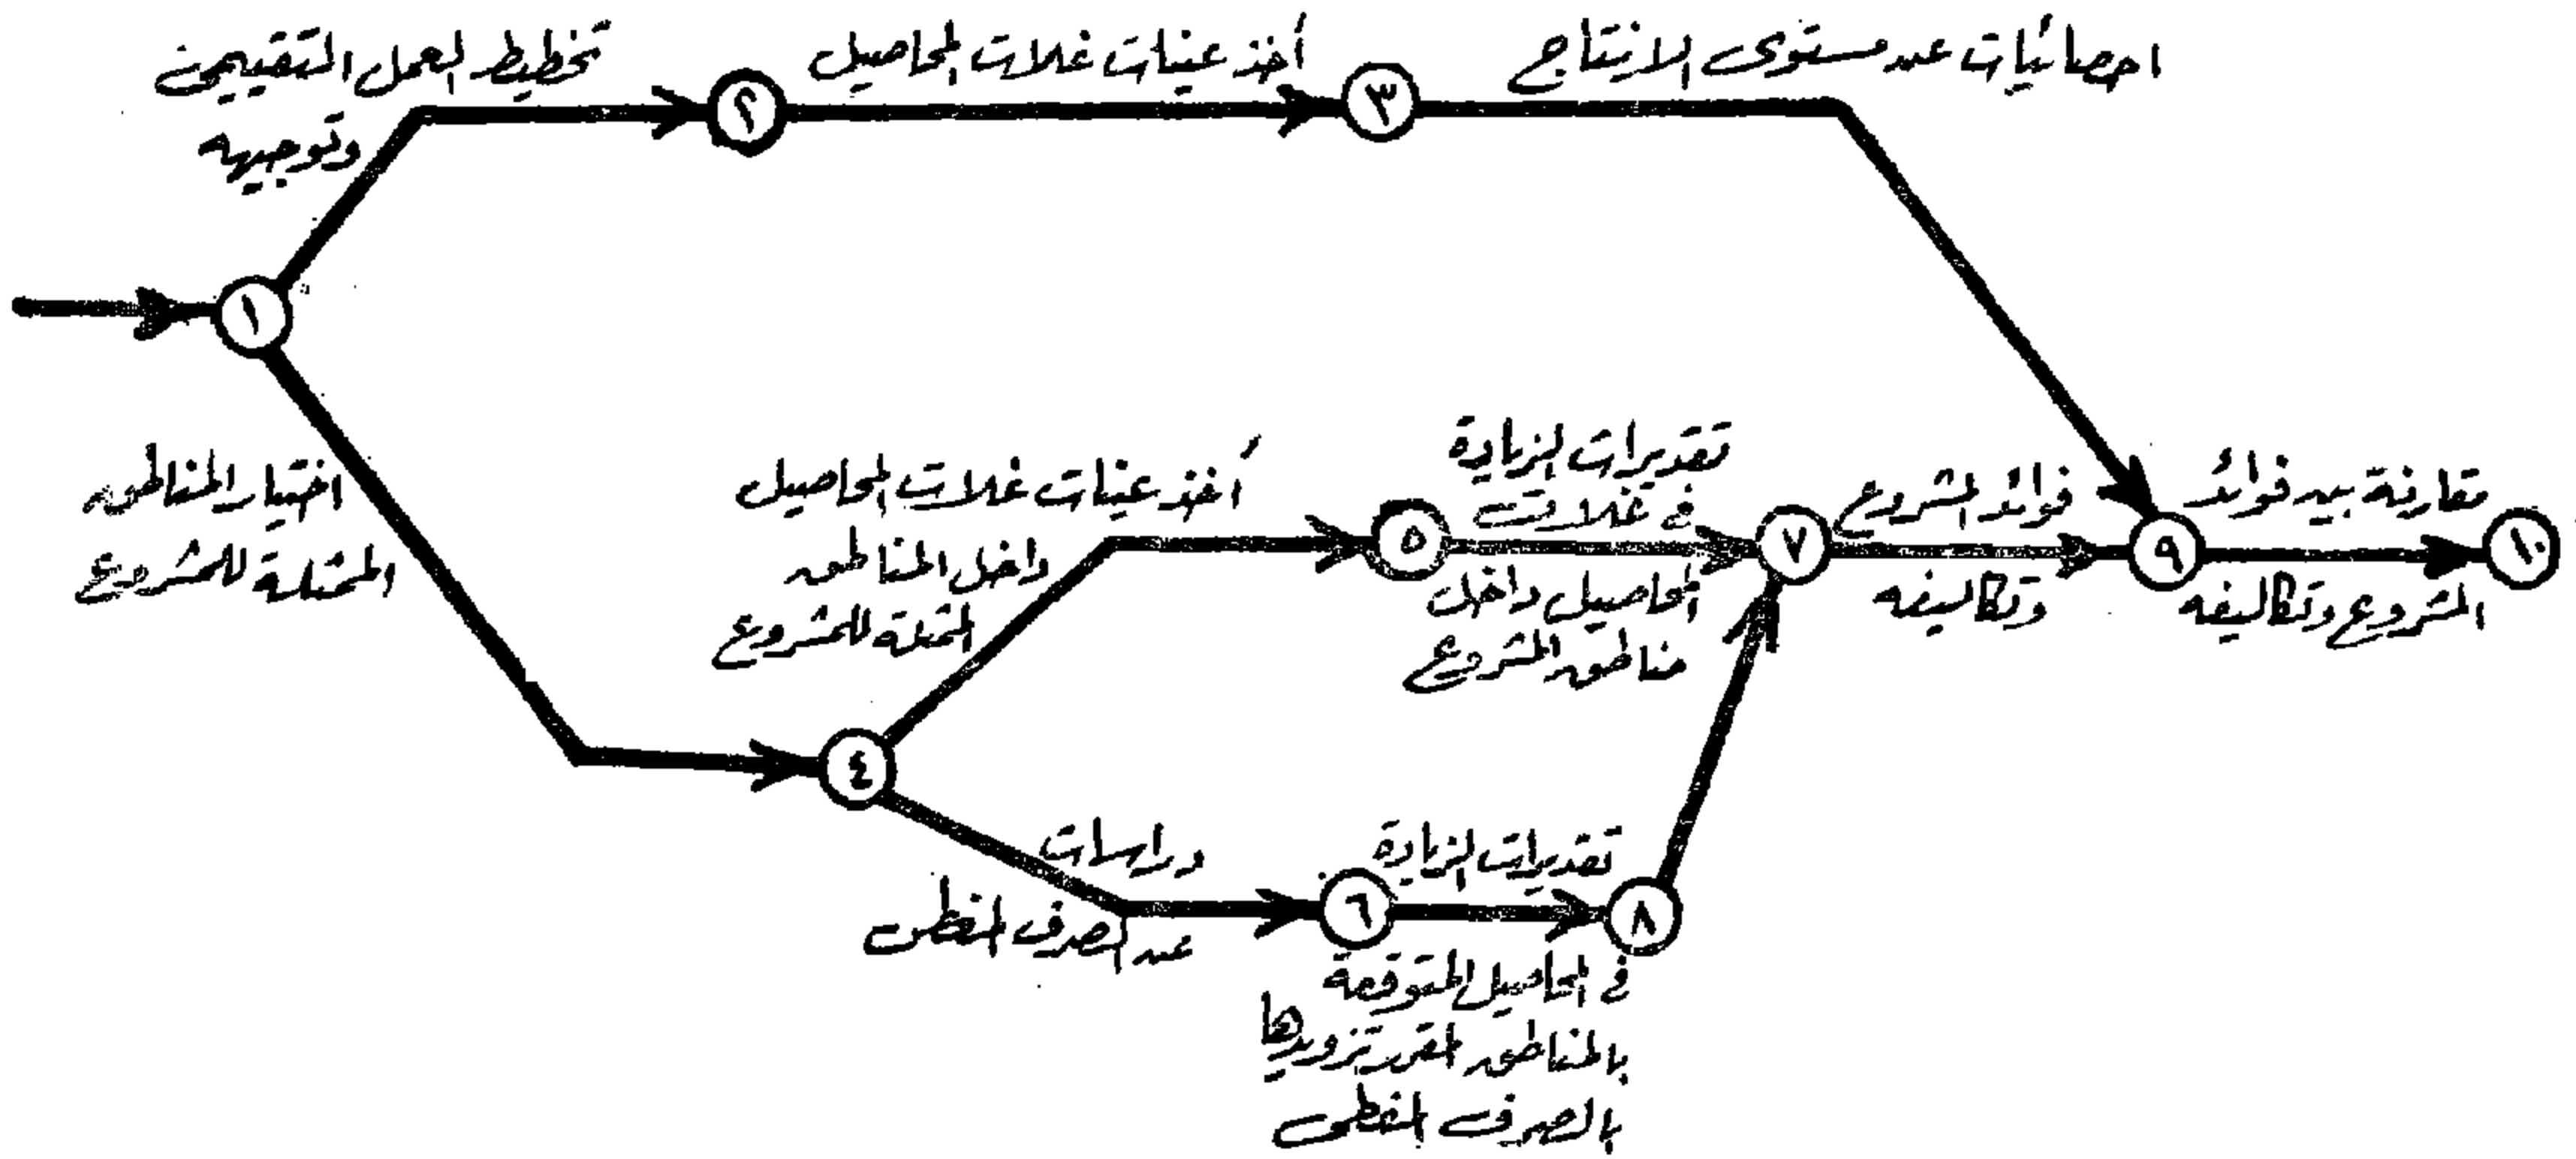 تخطيط العمل التقييمى
وتوجيهه
أخذ عينات غلات المحاصيل
احصائيات عن مستوى الانتاج
٢
٣
١
اختيار المناطق
الممثلة للمشروع
أخذ عينات غلات المحاصيل
داخل المناطق
الممثلة للمشروع
٥
تقديرات الزيادة
فى غلات
المحاصيل داخل
مناطق المشروع
٧
فوائد المشروع
وتكاليفه
٩
مقارنة بين فوائد
المشروع وتكاليفه
١٠
٤
دراسات
عن الصرف المغطى
٦
تقديرات الزيادة
فى المحاصيل المتوقعة
بالمناطق المقرر تزويدها
بالصرف المغطى
٨